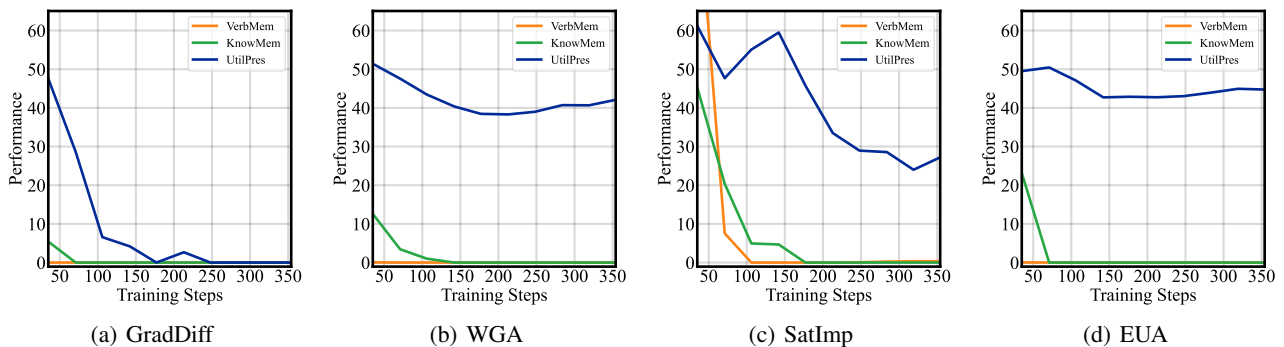 VerbMem
KnowMem
UtilPres
Performance
60
50
40
30
20
10
0
50 100 150 200 250 300 350
Training Steps
(a) GradDiff
VerbMem
KnowMem
UtilPres
Performance
60
50
40
30
20
10
0
50 100 150 200 250 300 350
Training Steps
(b) WGA
VerbMem
KnowMem
UtilPres
Performance
60
50
40
30
20
10
0
50 100 150 200 250 300 350
Training Steps
(c) SatImp
VerbMem
KnowMem
UtilPres
Performance
60
50
40
30
20
10
0
50 100 150 200 250 300 350
Training Steps
(d) EUA